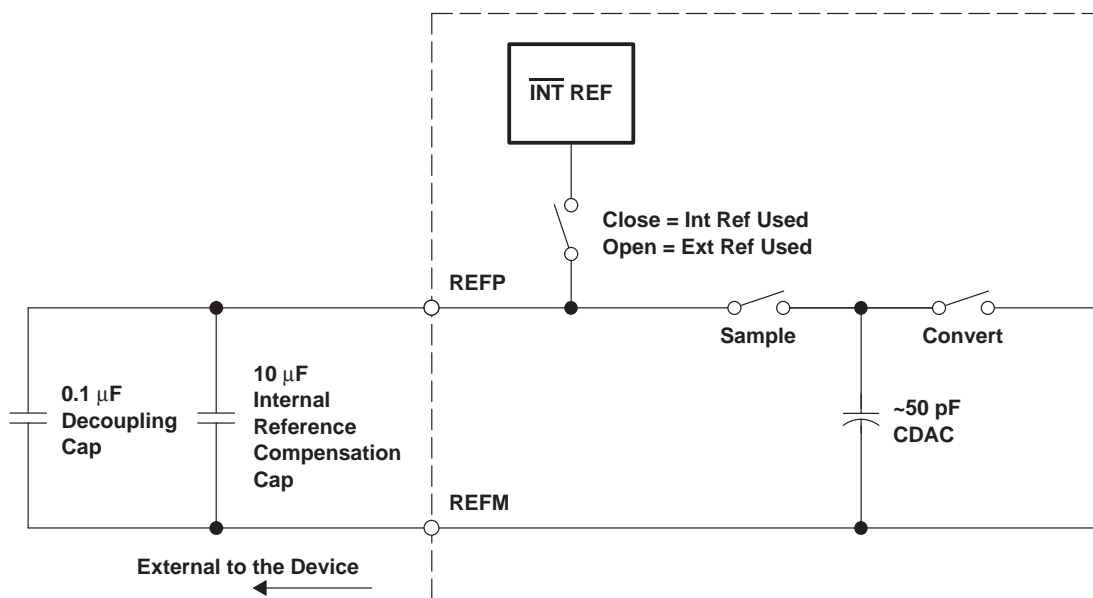 INT REF
Close = Int Ref Used
Open = Ext Ref Used
REFP
Sample
Convert
0.1 μF
Decoupling
Cap
10 μF
Internal
Reference
Compensation
Cap
~50 pF
CDAC
REFM
External to the Device